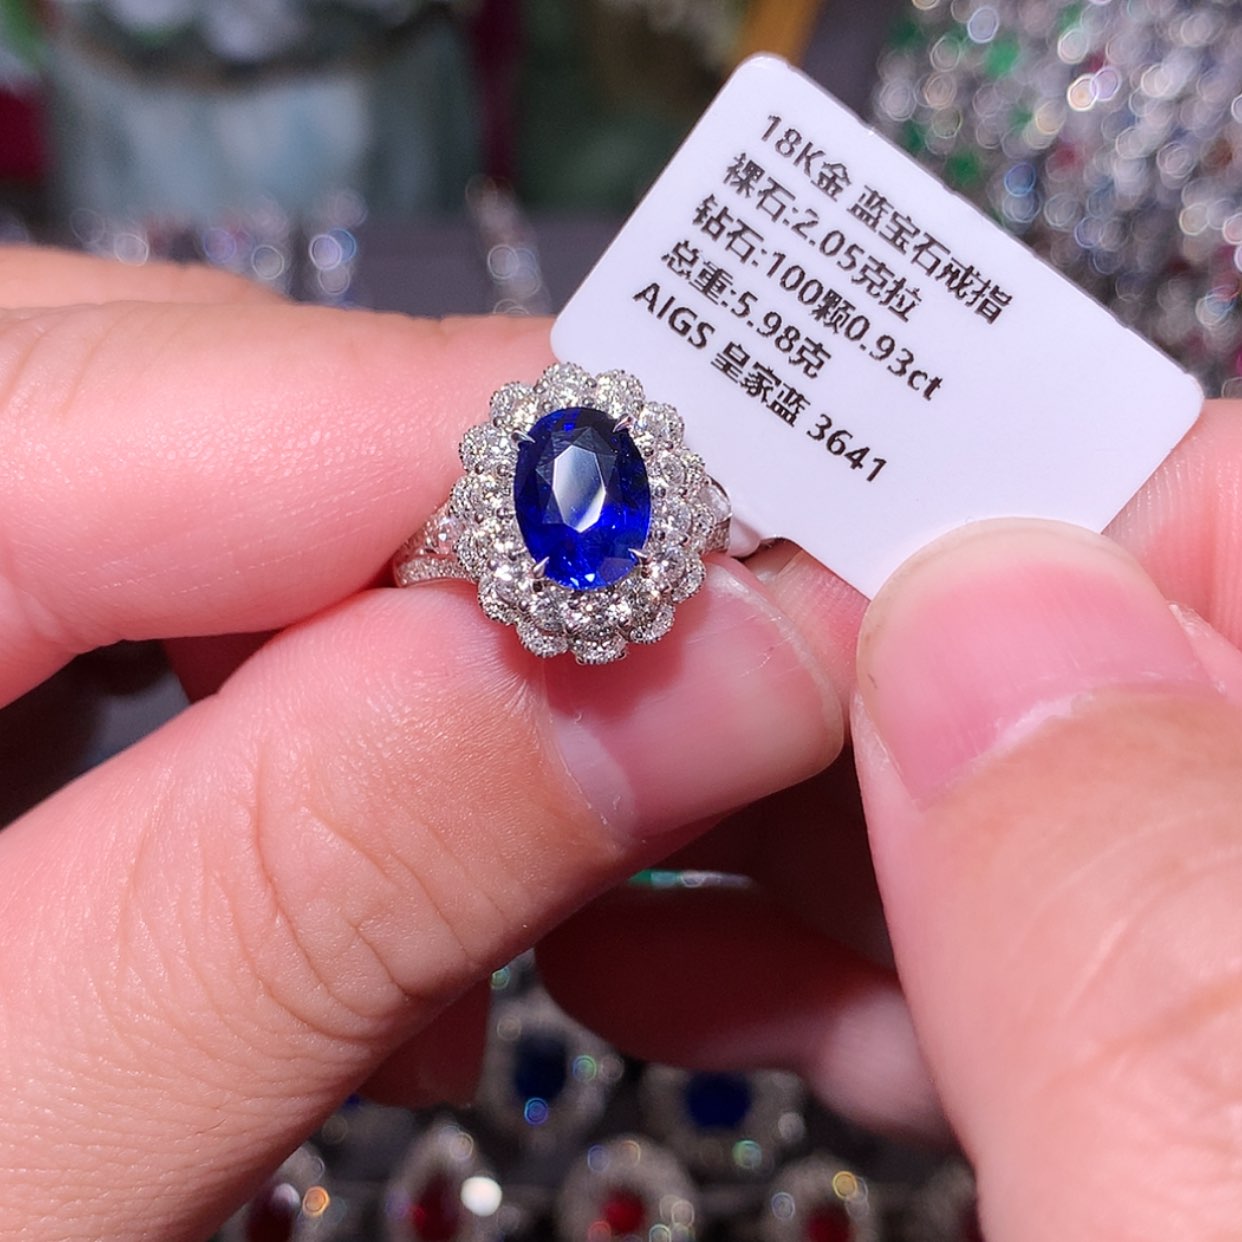 18K金 蓝宝石戒指
裸石:2.05克拉
钻石:100颗0.93ct
总重:5.98克
AIGS 皇家蓝 3641